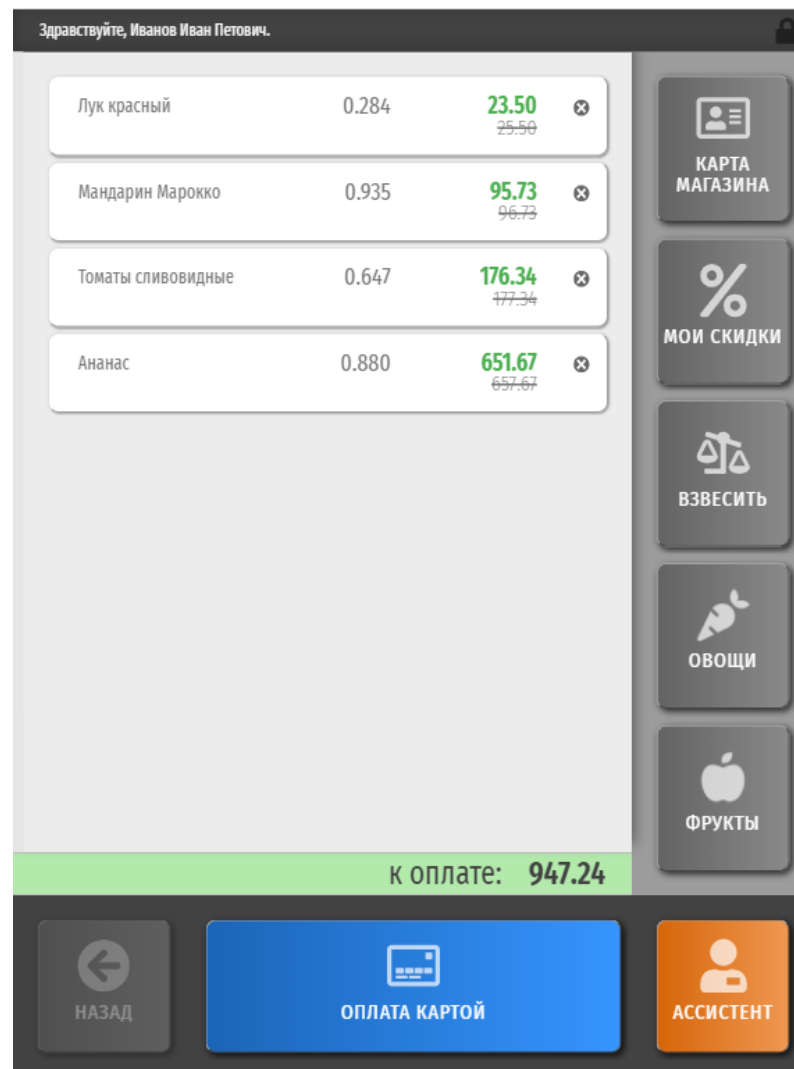 Здравствуйте, Иванов Иван Петович.
Лук красный 0.284 23.50
25.50
Мандарин Марокко 0.935 95.73
96.73
Томаты сливовидные 0.647 176.34
177.34
Ананас 0.880 651.67
657.67
КАРТА
МАГАЗИНА
МОИ СКИДКИ
ВЗВЕСИТЬ
ОВОЩИ
ФРУКТЫ
к оплате: 947.24
НАЗАД
ОПЛАТА КАРТОЙ
АССИСТЕНТ